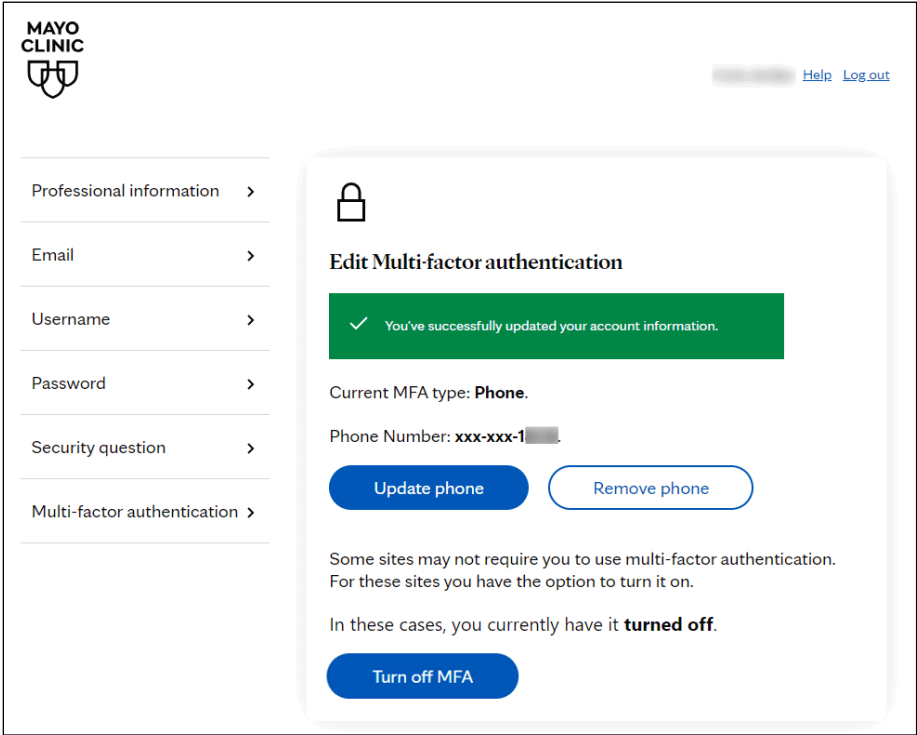 MAYO
CLINIC
Help Log out
Professional information
Email
Username
Password
Security question
Multi-factor authentication
Edit Multi-factor authentication
You've successfully updated your account information.
Current MFA type: Phone.
Phone Number: xxx-xxx-1
Update phone Remove phone
Some sites may not require you to use multi-factor authentication.
For these sites you have the option to turn it on.
In these cases, you currently have it turned off.
Turn off MFA